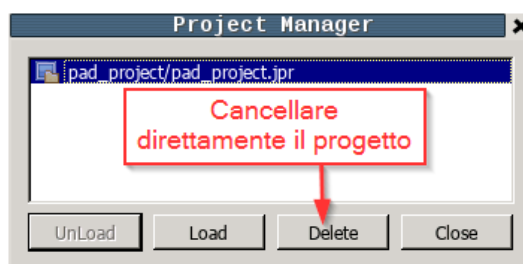 Project Manager
pad_project/pad_project.jpr
Cancellare
direttamente il progetto
UnLoad Load Delete Close